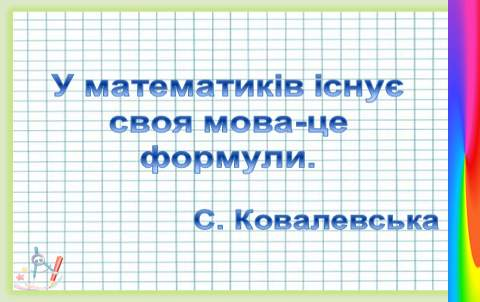 У математиків існує
своя мова-це
формули.
С. Ковалевська